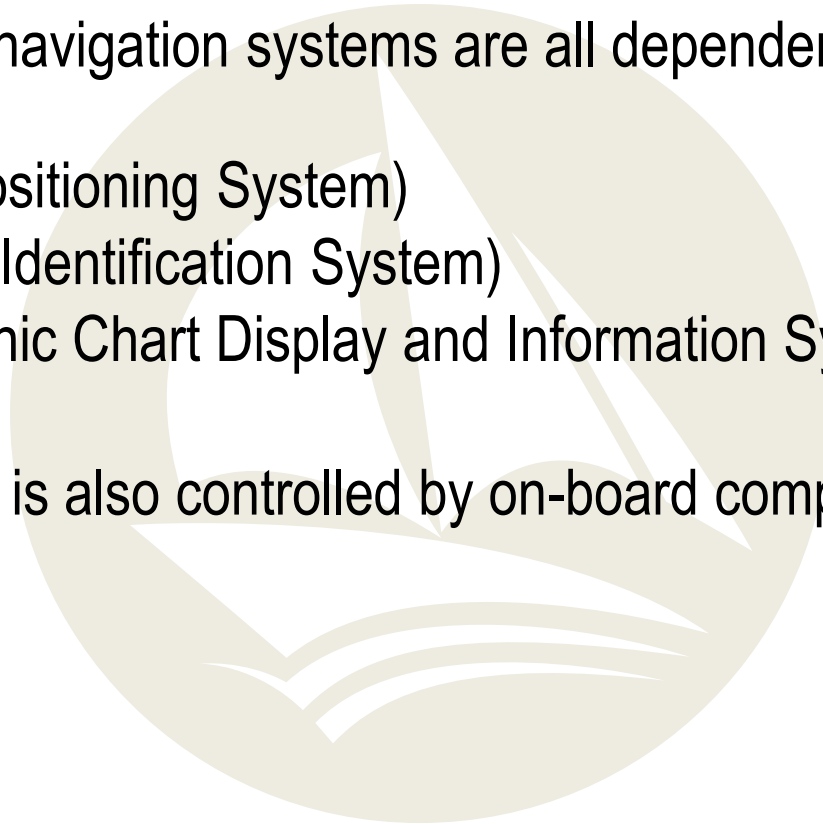 navigation systems are all depende
ositioning System)
Identification System)
nic Chart Display and Information Sy
is also controlled by on-board comp